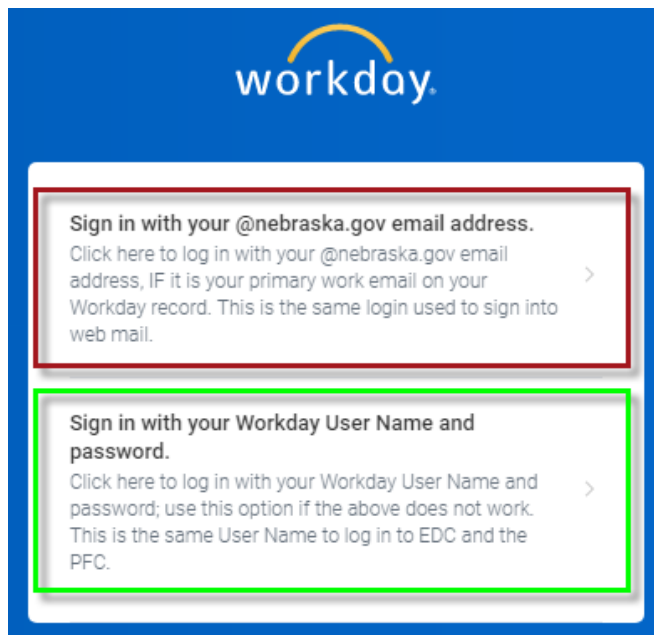 workday.
Sign in with your @nebraska.gov email address.
Click here to log in with your @nebraska.gov email
address, IF it is your primary work email on your
Workday record. This is the same login used to sign into
web mail.
Sign in with your Workday User Name and
password.
Click here to log in with your Workday User Name and
password; use this option if the above does not work.
This is the same User Name to log in to EDC and the
PFC.